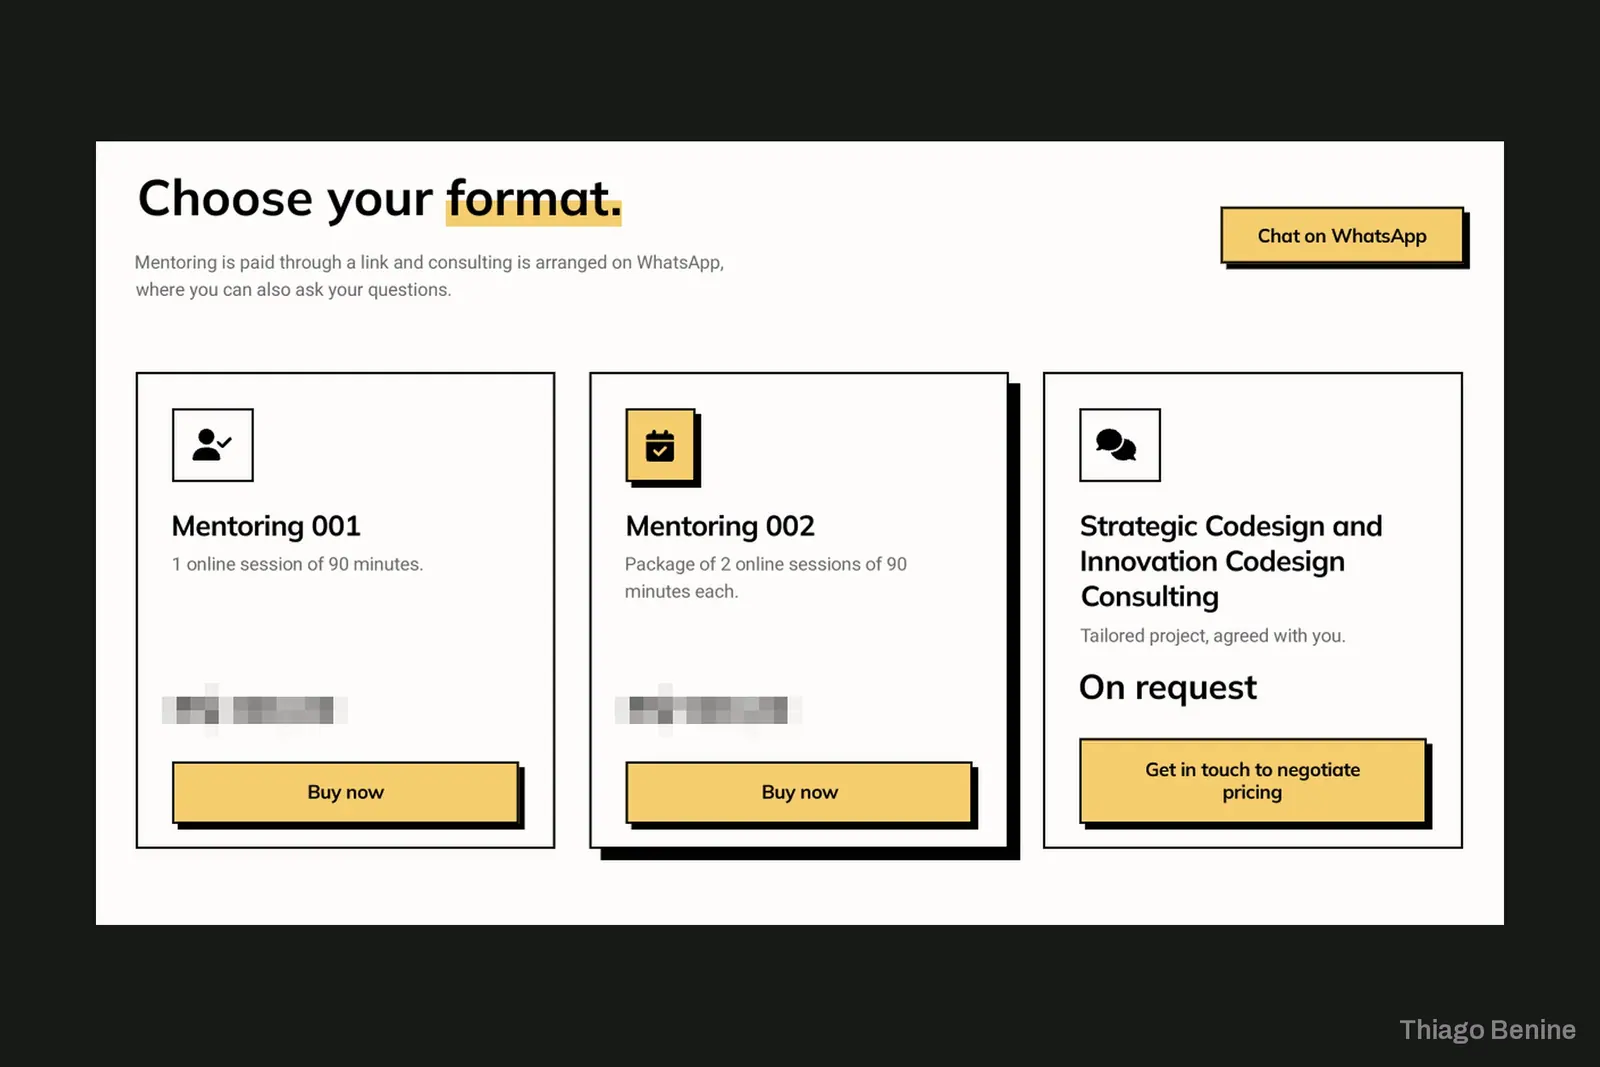 Choose your format.
Mentoring is paid through a link and consulting is arranged on WhatsApp,
where you can also ask your questions.
Chat on WhatsApp
Mentoring 001
1 online session of 90 minutes.
Buy now
Mentoring 002
Package of 2 online sessions of 90
minutes each.
Buy now
Strategic Codesign and
Innovation Codesign
Consulting
Tailored project, agreed with you.
On request
Get in touch to negotiate
pricing
Thiago Benine